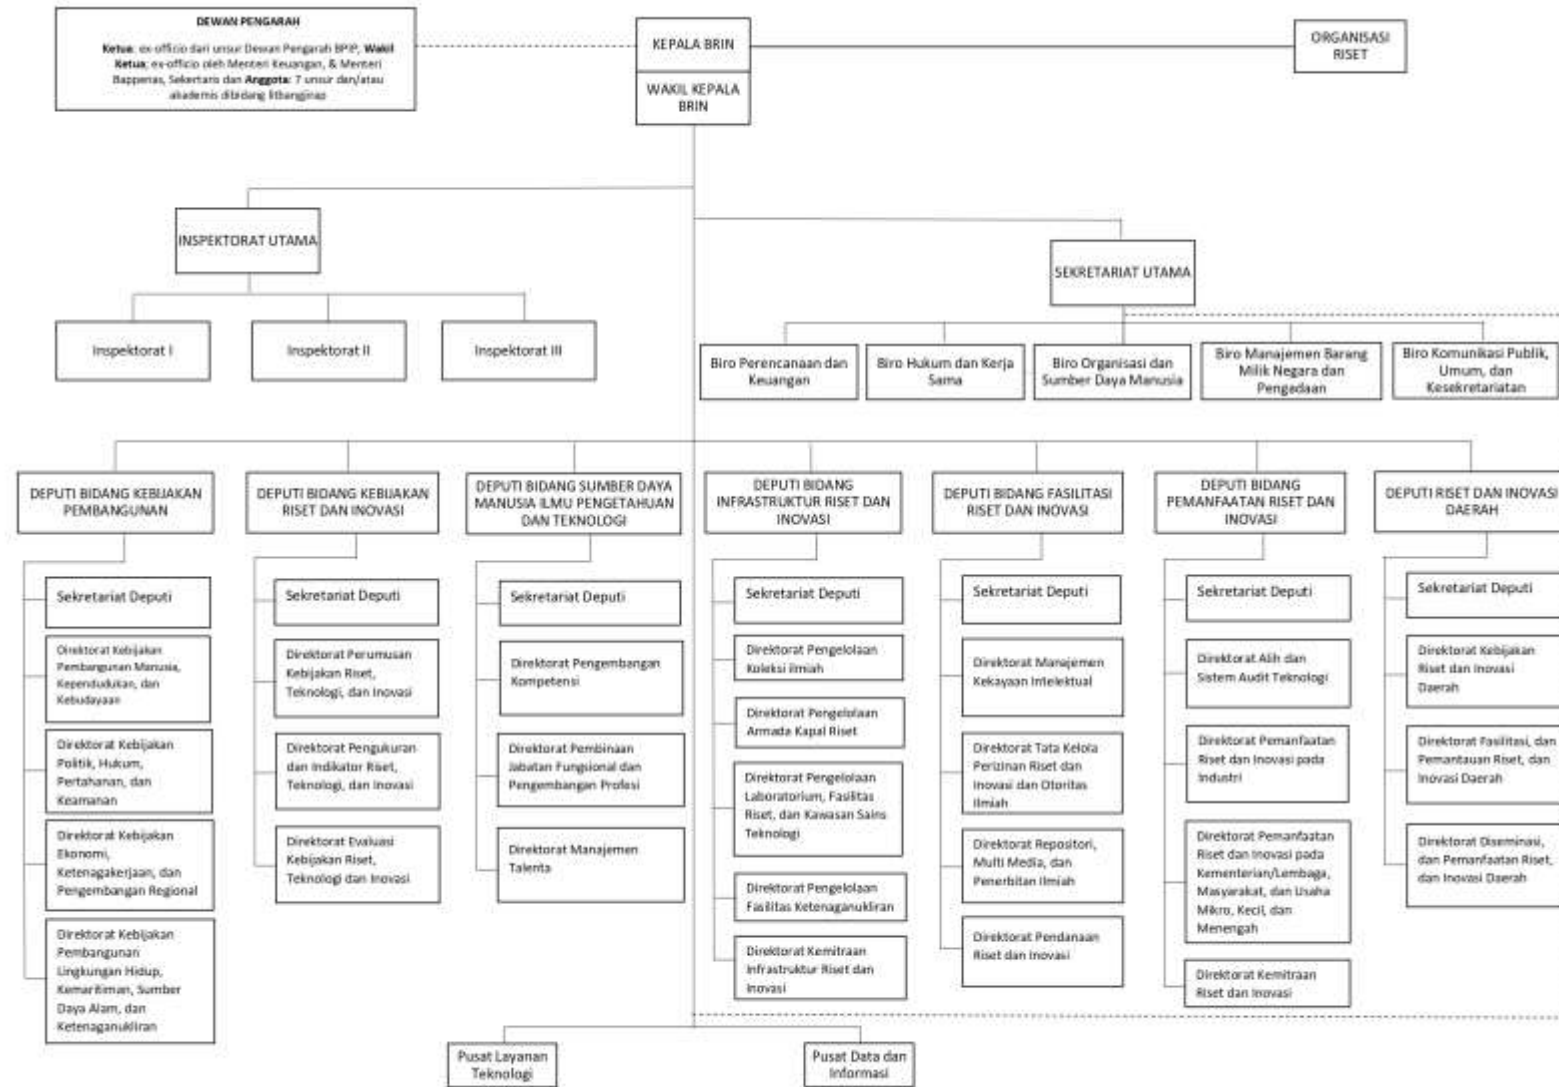 DEWAN PENGARAH
Ketua: ex-officio dari unsur Dewan Pengarah BPIP, Wakil
Ketua: ex-officio oleh Menteri Keuangan, & Menteri
Bappenas, Sekertaris dan Anggota: 7 unsur dan/atau
akademis dibidang litbangjirap
KEPALA BRIN
WAKIL KEPALA
BRIN
ORGANISASI
RISET
INSPEKTORAT UTAMA
SEKRETARIAT UTAMA
Inspektorat I
Inspektorat II
Inspektorat III
Biro Perencanaan dan
Keuangan
Biro Hukum dan Kerja
Sama
Biro Organisasi dan
Sumber Daya Manusia
Biro Manajemen Barang
Milik Negara dan
Pengadaan
Biro Komunikasi Publik,
Umum, dan
Kesekretariatan
DEPUTI BIDANG KEBIJAKAN
PEMBANGUNAN
DEPUTI BIDANG KEBIJAKAN
RISET DAN INOVASI
DEPUTI BIDANG SUMBER DAYA
MANUSIA ILMU PENGETAHUAN
DAN TEKNOLOGI
DEPUTI BIDANG
INFRASTRUKTUR RISET DAN
INOVASI
DEPUTI BIDANG FASILITASI
RISET DAN INOVASI
DEPUTI BIDANG
PEMANFAATAN RISET DAN
INOVASI
DEPUTI RISET DAN INOVASI
DAERAH
Sekretariat Deputi
Direktorat Kebijakan
Pembangunan Manusia,
Kependudukan, dan
Kebudayaan
Direktorat Kebijakan
Politik, Hukum,
Pertahanan, dan
Keamanan
Direktorat Kebijakan
Ekonomi,
Ketenagakerjaan, dan
Pengembangan Regional
Direktorat Kebijakan
Pembangunan
Lingkungan Hidup,
Kemaritiman, Sumber
Daya Alam, dan
Ketenaganukliran
Sekretariat Deputi
Direktorat Perumusan
Kebijakan Riset,
Teknologi, dan Inovasi
Direktorat Pengukuran
dan Indikator Riset,
Teknologi, dan Inovasi
Direktorat Evaluasi
Kebijakan Riset,
Teknologi dan Inovasi
Sekretariat Deputi
Direktorat Pengembangan
Kompetensi
Direktorat Pembinaan
Jabatan Fungsional dan
Pengembangan Profesi
Direktorat Manajemen
Talenta
Sekretariat Deputi
Direktorat Pengelolaan
Koleksi ilmiah
Direktorat Pengelolaan
Armada Kapal Riset
Direktorat Pengelolaan
Laboratorium, Fasilitas
Riset, dan Kawasan Sains
Teknologi
Direktorat Pengelolaan
Fasilitas Ketenaganukliran
Direktorat Kemitraan
Infrastruktur Riset dan
Inovasi
Sekretariat Deputi
Direktorat Manajemen
Kekayaan Intelektual
Direktorat Tata Kelola
Perizinan Riset dan
Inovasi dan Otoritas
Ilmiah
Direktorat Repositori,
Multi Media, dan
Penerbitan Ilmiah
Direktorat Pendanaan
Riset dan Inovasi
Sekretariat Deputi
Direktorat Alih dan
Sistem Audit Teknologi
Direktorat Pemanfaatan
Riset dan Inovasi pada
Industri
Direktorat Pemanfaatan
Riset dan Inovasi pada
Kementerian/Lembaga,
Masyarakat, dan Usaha
Mikro, Kecil, dan
Menengah
Direktorat Kemitraan
Riset dan Inovasi
Sekretariat Deputi
Direktorat Kebijakan
Riset dan Inovasi
Daerah
Direktorat Fasilitasi, dan
Pemantauan Riset, dan
Inovasi Daerah
Direktorat Diseminasi,
dan Pemanfaatan Riset,
dan Inovasi Daerah
Pusat Layanan
Teknologi
Pusat Data dan
Informasi